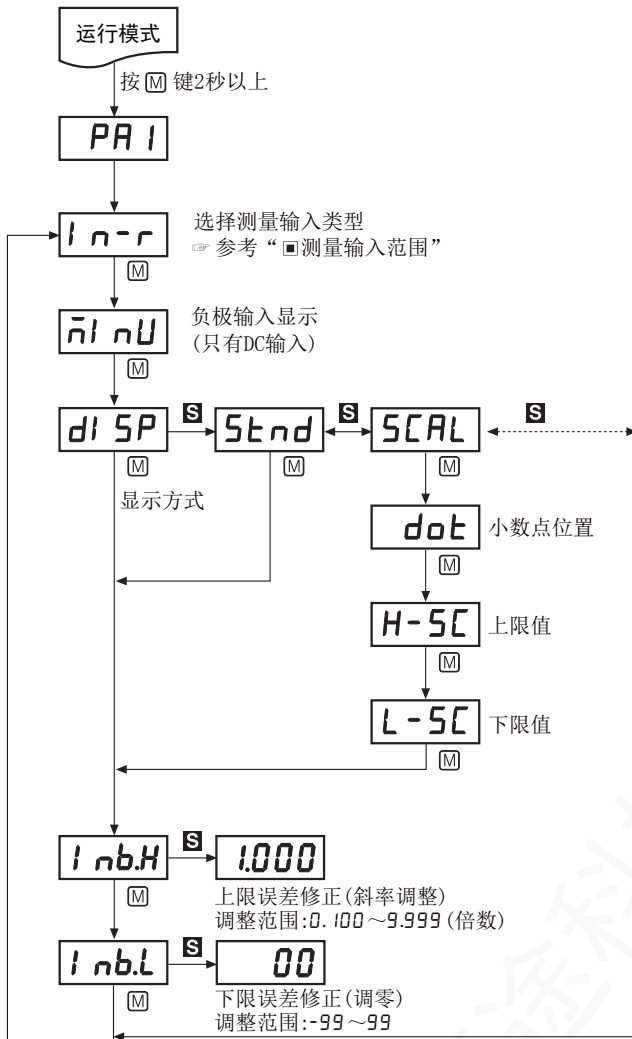 运行模式
按 M 键2秒以上
PA1
In-r
选择测量输入类型
☞ 参考“▣测量输入范围”
M
MInU
负极输入显示
(只有DC输入)
M
dISP S Stnd S SCAL S
M M M
显示方式
dot 小数点位置
M
H-SC 上限值
M
L-SC 下限值
M
Inb.H S 1.000
M
上限误差修正(斜率调整)
调整范围:0.100～9.999(倍数)
Inb.L S 00
M
下限误差修正(调零)
调整范围:-99～99